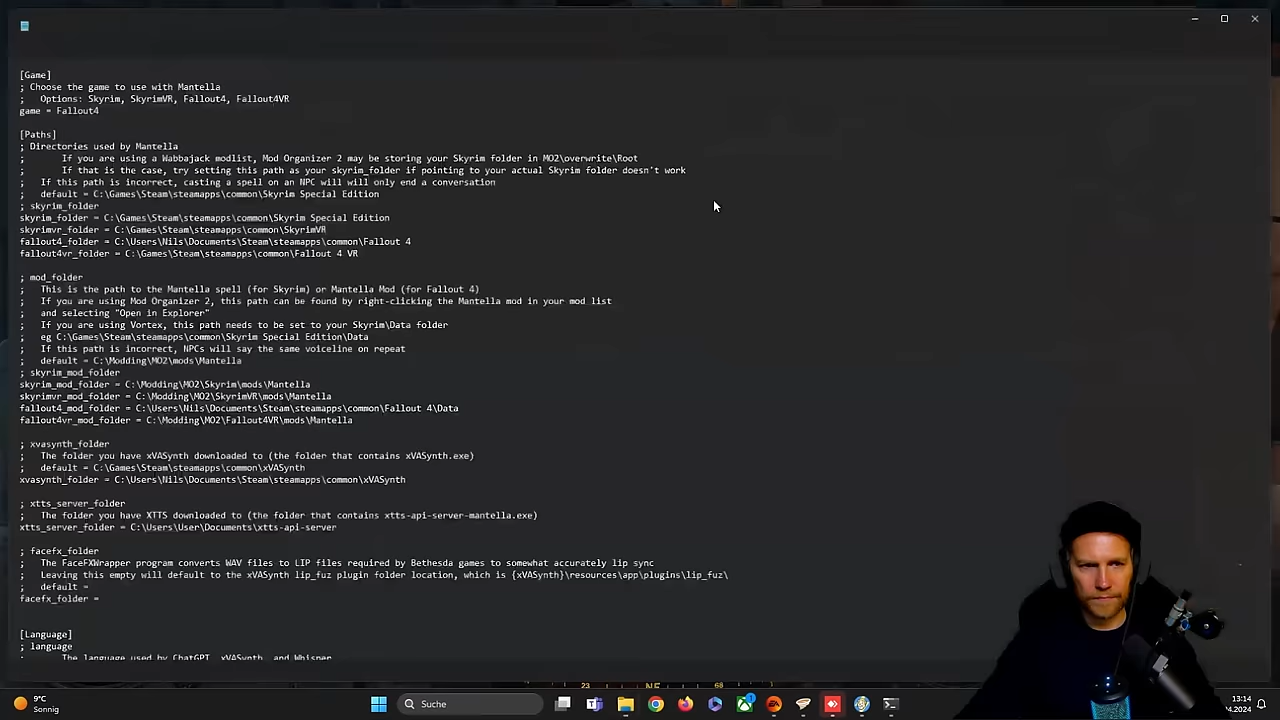 [Game]
; Choose the game to use with Mantella
;   Options: Skyrim, SkyrimVR, Fallout4, Fallout4VR
game = Fallout4
[Paths]
; Directories used by Mantella
;       If you are using a Wabbajack modlist, Mod Organizer 2 may be storing your Skyrim folder in MO2\overwrite\Root
;       If that is the case, try setting this path as your skyrim_folder if pointing to your actual Skyrim folder doesn't work
;   If this path is incorrect, casting a spell on an NPC will will only end a conversation
;   default = C:\Games\Steam\steamapps\common\Skyrim Special Edition
; skyrim_folder
skyrim_folder = C:\Games\Steam\steamapps\common\Skyrim Special Edition
skyrimvr_folder = C:\Games\Steam\steamapps\common\SkyrimVR
fallout4_folder = C:\Users\Nils\Documents\Steam\steamapps\common\Fallout 4
fallout4vr_folder = C:\Games\Steam\steamapps\common\Fallout 4 VR
; mod_folder
;   This is the path to the Mantella spell (for Skyrim) or Mantella Mod (for Fallout 4)
;   If you are using Mod Organizer 2, this path can be found by right-clicking the Mantella mod in your mod list
;   and selecting "Open in Explorer"
;   If you are using Vortex, this path needs to be set to your Skyrim\Data folder
;   eg C:\Games\Steam\steamapps\common\Skyrim Special Edition\Data
;   If this path is incorrect, NPCs will say the same voiceline on repeat
;   default = C:\Modding\MO2\mods\Mantella
; skyrim_mod_folder
skyrim_mod_folder = C:\Modding\MO2\Skyrim\mods\Mantella
skyrimvr_mod_folder = C:\Modding\MO2\SkyrimVR\mods\Mantella
fallout4_mod_folder = C:\Users\Nils\Documents\Steam\steamapps\common\Fallout 4\Data
fallout4vr_mod_folder = C:\Modding\MO2\Fallout4VR\mods\Mantella
; xvasynth_folder
;   The folder you have xVASynth downloaded to (the folder that contains xVASynth.exe)
;   default = C:\Games\Steam\steamapps\common\xVASynth
xvasynth_folder = C:\Users\Nils\Documents\Steam\steamapps\common\xVASynth
; xtts_server_folder
;   The folder you have XTTS downloaded to (the folder that contains xtts-api-server-mantella.exe)
xtts_server_folder = C:\Users\User\Documents\xtts-api-server
; facefx_folder
;   The FaceFXWrapper program converts WAV files to LIP files required by Bethesda games to somewhat accurately lip sync
;   Leaving this empty will default to the xVASynth lip_fuz plugin folder location, which is {xVASynth}\resources\app\plugins\lip_fuz\
;   default =
facefx_folder =
[Language]
; language
;       The language used by ChatGPT, xVASynth, and Whisper
23 NE 68
9°C
Sonnig
Suche
13:14
.04.2024